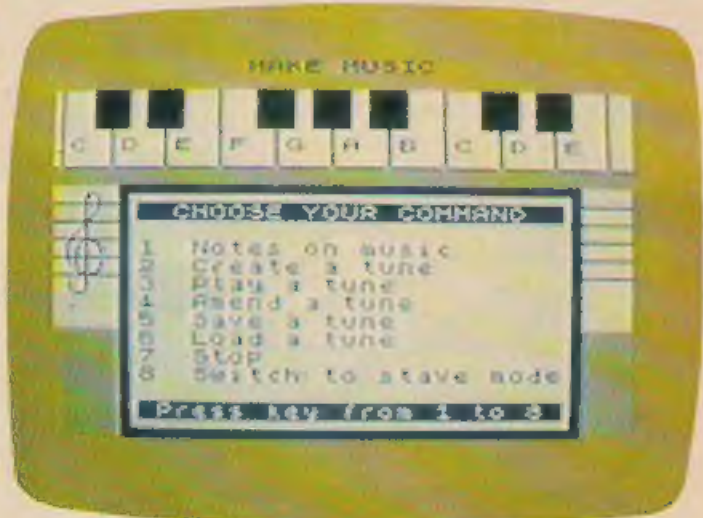 MAKE MUSIC
C D E F G A B C D E
CHOOSE YOUR COMMAND
1 Notes on music
2 Create a tune
3 Play a tune
4 Amend a tune
5 Save a tune
6 Load a tune
7 Stop
8 Switch to stave mode
Press key from 1 to 8